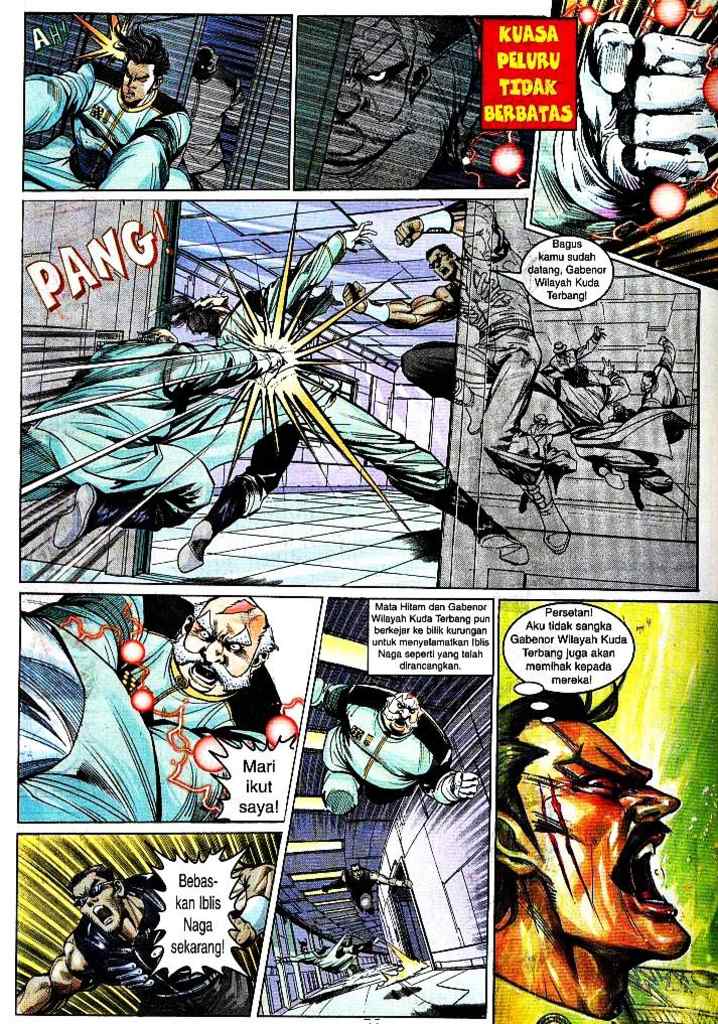 AH!
KUASA
PELURU
TIDAK
BERBATAS
PANG!
Bagus
kamu sudah
datang, Gabenor
Wilayah Kuda
Terbang!
Mari
ikut
saya!
Mata Hitam dan Gabenor
Wilayah Kuda Terbang pun
berkejar ke bilik kurungan
untuk menyelamatkan Iblis
Naga seperti yang telah
dirancangkan.
Persetan!
Aku tidak sangka
Gabenor Wilayah Kuda
Terbang juga akan
memihak kepada
mereka!
Bebas-
kan Iblis
Naga
sekarang!